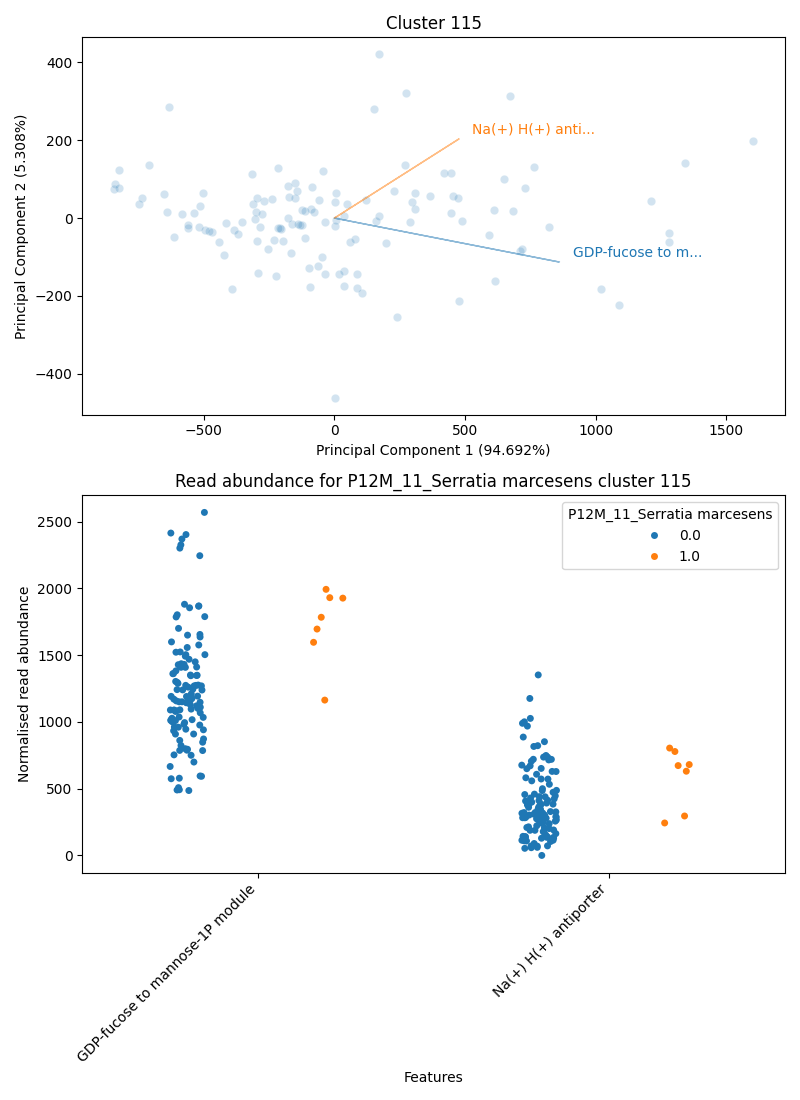 Cluster 115
Principal Component 2 (5.308%)
400
200
0
−200
−400
Na(+) H(+) anti...
GDP-fucose to m...
−500
0
500
1000
1500
Principal Component 1 (94.692%)
Read abundance for P12M_11_Serratia marcesens cluster 115
Normalised read abundance
2500
2000
1500
1000
500
0
P12M_11_Serratia marcesens
0.0
1.0
GDP-fucose to mannose-1P module
Na(+) H(+) antiporter
Features